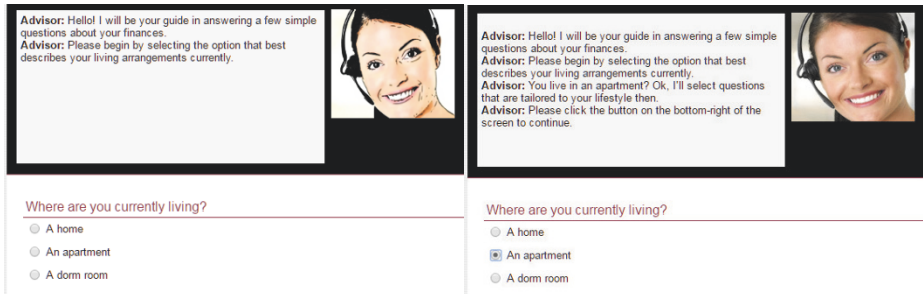 Advisor: Hello! I will be your guide in answering a few simple
questions about your finances.
Advisor: Please begin by selecting the option that best
describes your living arrangements currently.
Where are you currently living?
A home
An apartment
A dorm room
Advisor: Hello! I will be your guide in answering a few simple
questions about your finances.
Advisor: Please begin by selecting the option that best
describes your living arrangements currently.
Advisor: You live in an apartment? Ok, I'll select questions
that are tailored to your lifestyle then.
Advisor: Please click the button on the bottom-right of the
screen to continue.
Where are you currently living?
A home
An apartment
A dorm room